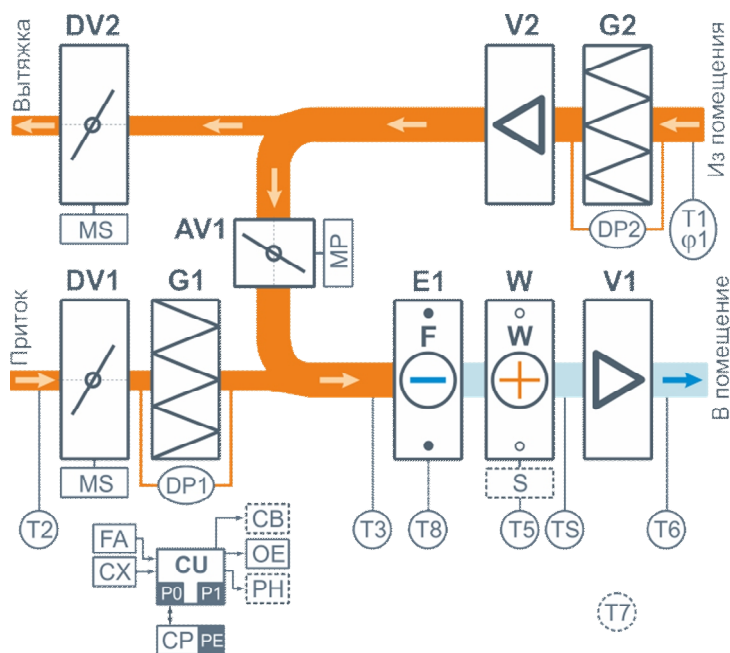 DV2
V2
G2
Вытяжка
Из помещения
MS
AV1
MP
DP2
T1
φ1
DV1
G1
E1
W
V1
Приток
F
W
В помещение
MS
DP1
S
T2
T3
T8
T5
TS
T6
FA
CX
CU
P0
P1
CB
OE
PH
CP
PE
T7